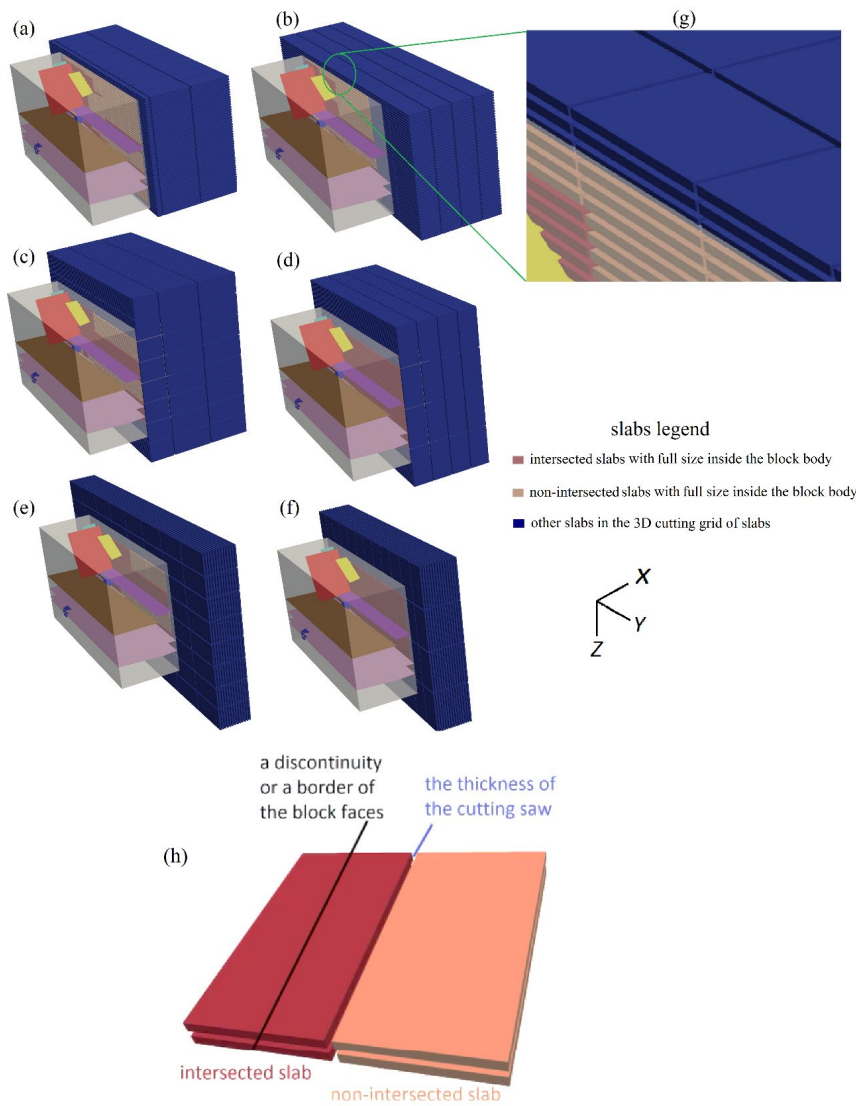 (a)
(b)
(g)
(c)
(d)
slabs legend
intersected slabs with full size inside the block body
non-intersected slabs with full size inside the block body
other slabs in the 3D cutting grid of slabs
(e)
(f)
X
Y
Z
a discontinuity
or a border of
the block faces
the thickness of
the cutting saw
(h)
intersected slab
non-intersected slab